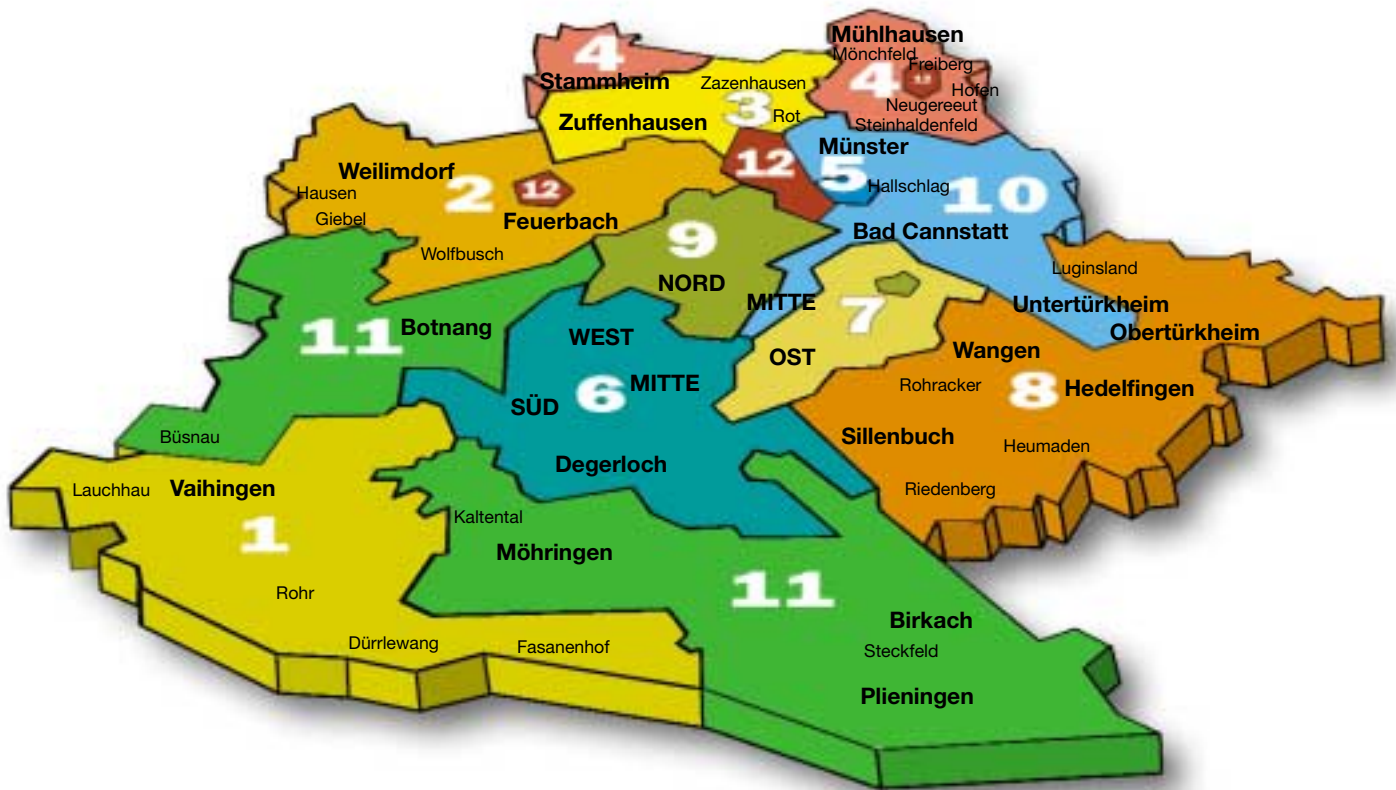 Mühlhausen
Mönchfeld
Freiberg
4
4
12
Stammheim
Zazenhausen
Hofen
Neugereeut
3
Rot
Zuffenhausen
Steinhaldenfeld
Münster
12
5
Weilimdorf
Hallschlag
10
2
12
Hausen
Giebel
Feuerbach
Bad Cannstatt
9
Wolfbusch
Luginsland
NORD
MITTE
Untertürkheim
7
Botnang
Obertürkheim
11
WEST
OST
Wangen
MITTE
Rohracker
8
Hedelfingen
6
SÜD
Büsnau
Sillenbuch
Heumaden
Degerloch
Lauchhau
Vaihingen
Riedenberg
Kaltental
1
Möhringen
11
Rohr
Birkach
Dürrlewang
Fasanenhof
Steckfeld
Plieningen